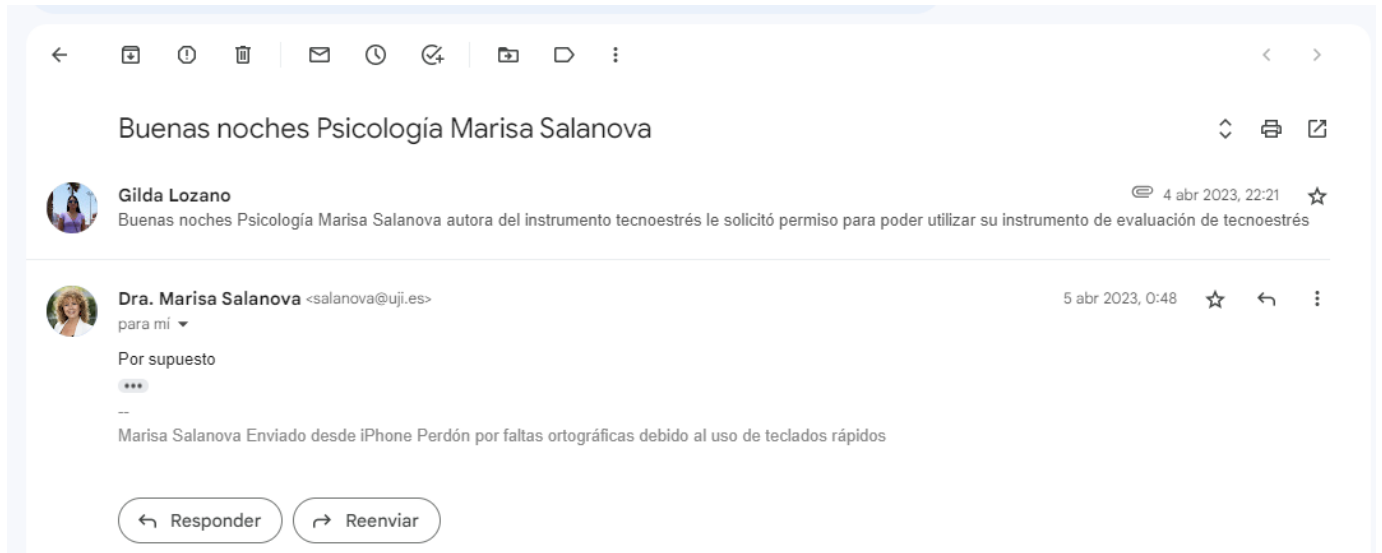 Buenas noches Psicología Marisa Salanova
Gilda Lozano
4 abr 2023, 22:21
Buenas noches Psicología Marisa Salanova autora del instrumento tecnoestrés le solicitó permiso para poder utilizar su instrumento de evaluación de tecnoestrés
Dra. Marisa Salanova <salanova@uji.es>
5 abr 2023, 0:48
para mí
Por supuesto
--
Marisa Salanova Enviado desde iPhone Perdón por faltas ortográficas debido al uso de teclados rápidos
Responder
Reenviar